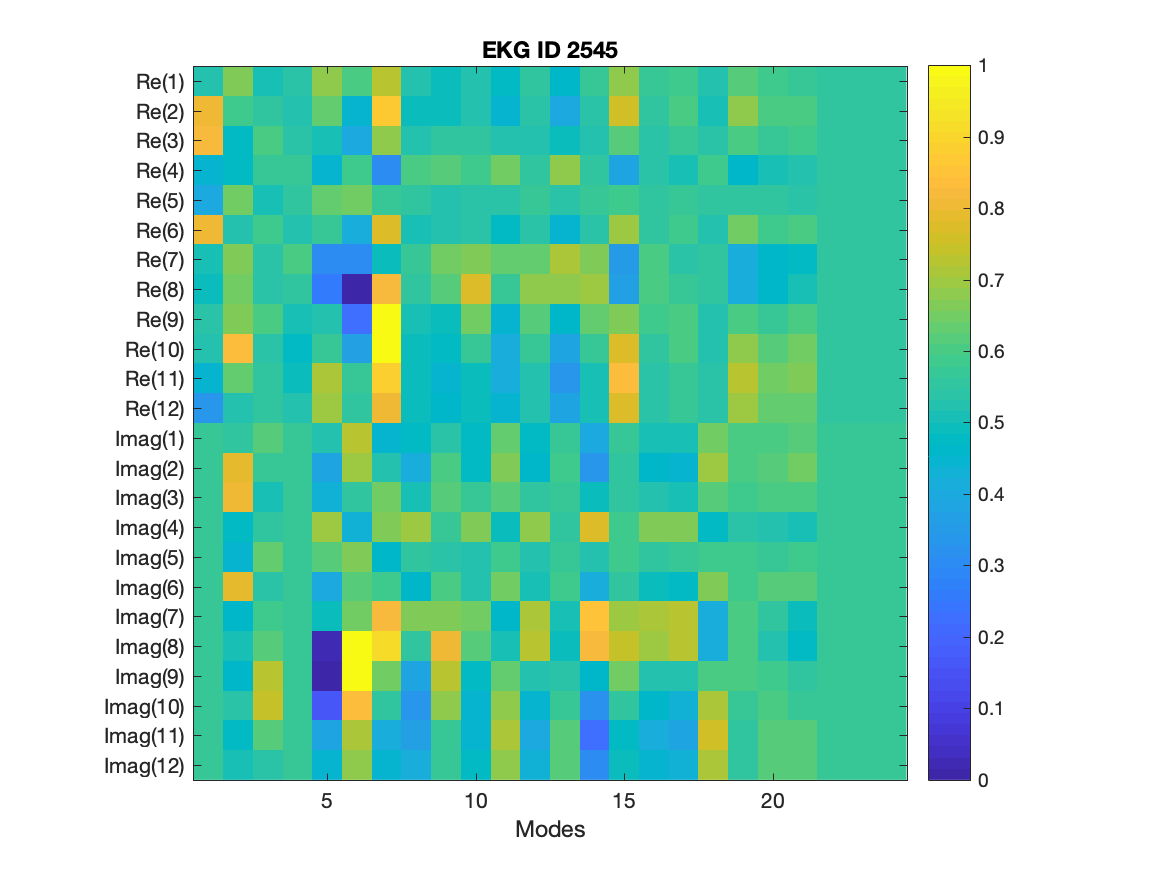 EKG ID 2545
Re(1)
Re(2)
Re(3)
Re(4)
Re(5)
Re(6)
Re(7)
Re(8)
Re(9)
Re(10)
Re(11)
Re(12)
Imag(1)
Imag(2)
Imag(3)
Imag(4)
Imag(5)
Imag(6)
Imag(7)
Imag(8)
Imag(9)
Imag(10)
Imag(11)
Imag(12)
5 10 15 20
Modes
1
0.9
0.8
0.7
0.6
0.5
0.4
0.3
0.2
0.1
0